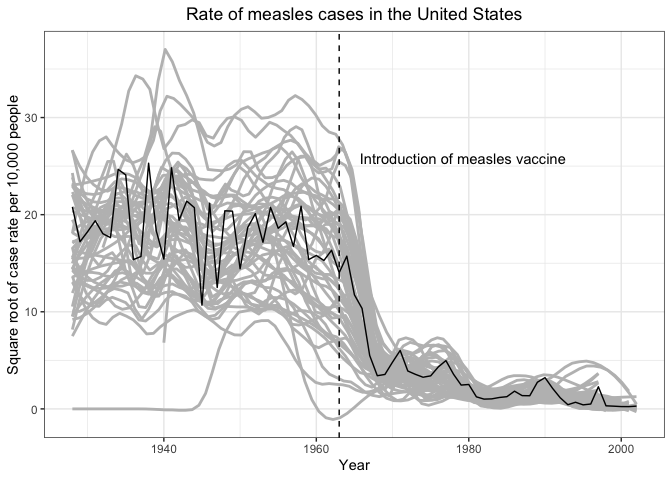 Rate of measles cases in the United States
Square root of case rate per 10,000 people
30
20
10
0
Introduction of measles vaccine
1940
1960
1980
2000
Year